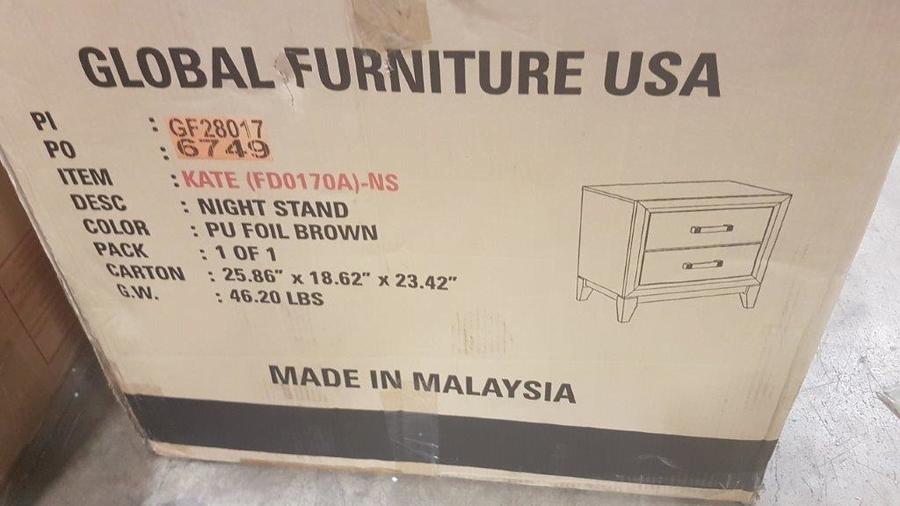 GLOBAL FURNITURE USA
PI : GF28017
PO : 6749
ITEM : KATE (FD0170A)-NS
DESC : NIGHT STAND
COLOR : PU FOIL BROWN
PACK : 1 OF 1
CARTON : 25.86" x 18.62" x 23.42"
G.W. : 46.20 LBS
MADE IN MALAYSIA